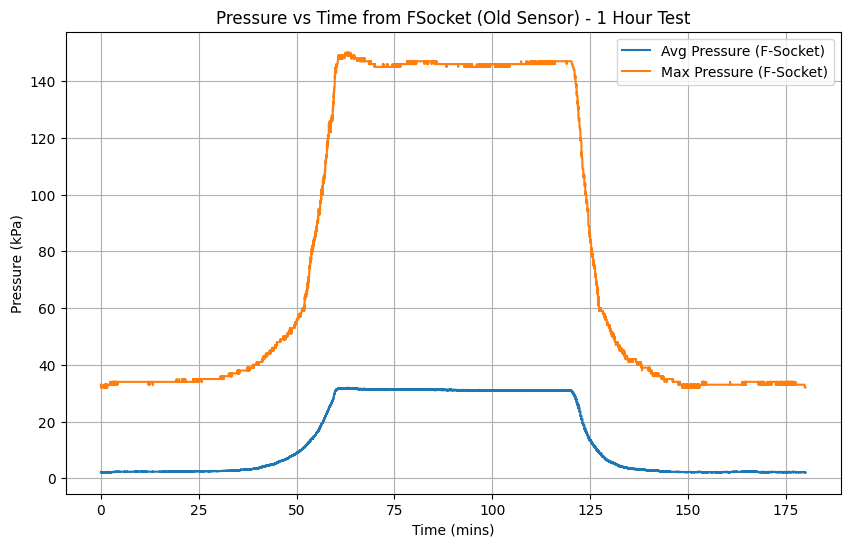 Pressure vs Time from FSocket (Old Sensor) - 1 Hour Test
Avg Pressure (F-Socket)
Max Pressure (F-Socket)
Pressure (kPa)
140
120
100
80
60
40
20
0
0 25 50 75 100 125 150 175
Time (mins)